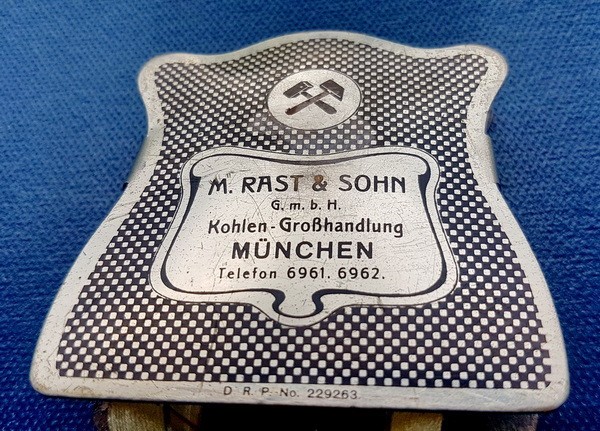 M. RAST & SOHN
G. m. b. H.
Kohlen-Großhandlung
MÜNCHEN
Telefon 6961. 6962.
D. R. P. No. 229263.